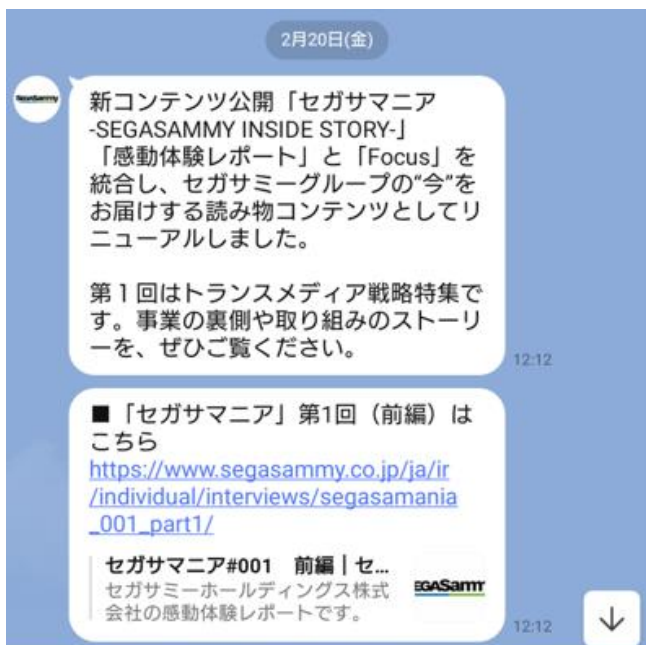 2月20日(金)
SegaSammy
新コンテンツ公開「セガサマニア
-SEGASAMMY INSIDE STORY-」
「感動体験レポート」と「Focus」を
統合し、セガサミーグループの“今”を
お届けする読み物コンテンツとしてリ
ニューアルしました。
第１回はトランスメディア戦略特集で
す。事業の裏側や取り組みのストーリ
ーを、ぜひご覧ください。
12:12
■「セガサマニア」第1回（前編）は
こちら
https://www.segasammy.co.jp/ja/ir
/individual/interviews/segasamania
_001_part1/
セガサマニア#001　前編｜セ...
セガサミーホールディングス株式
会社の感動体験レポートです。
EGASamm
12:12